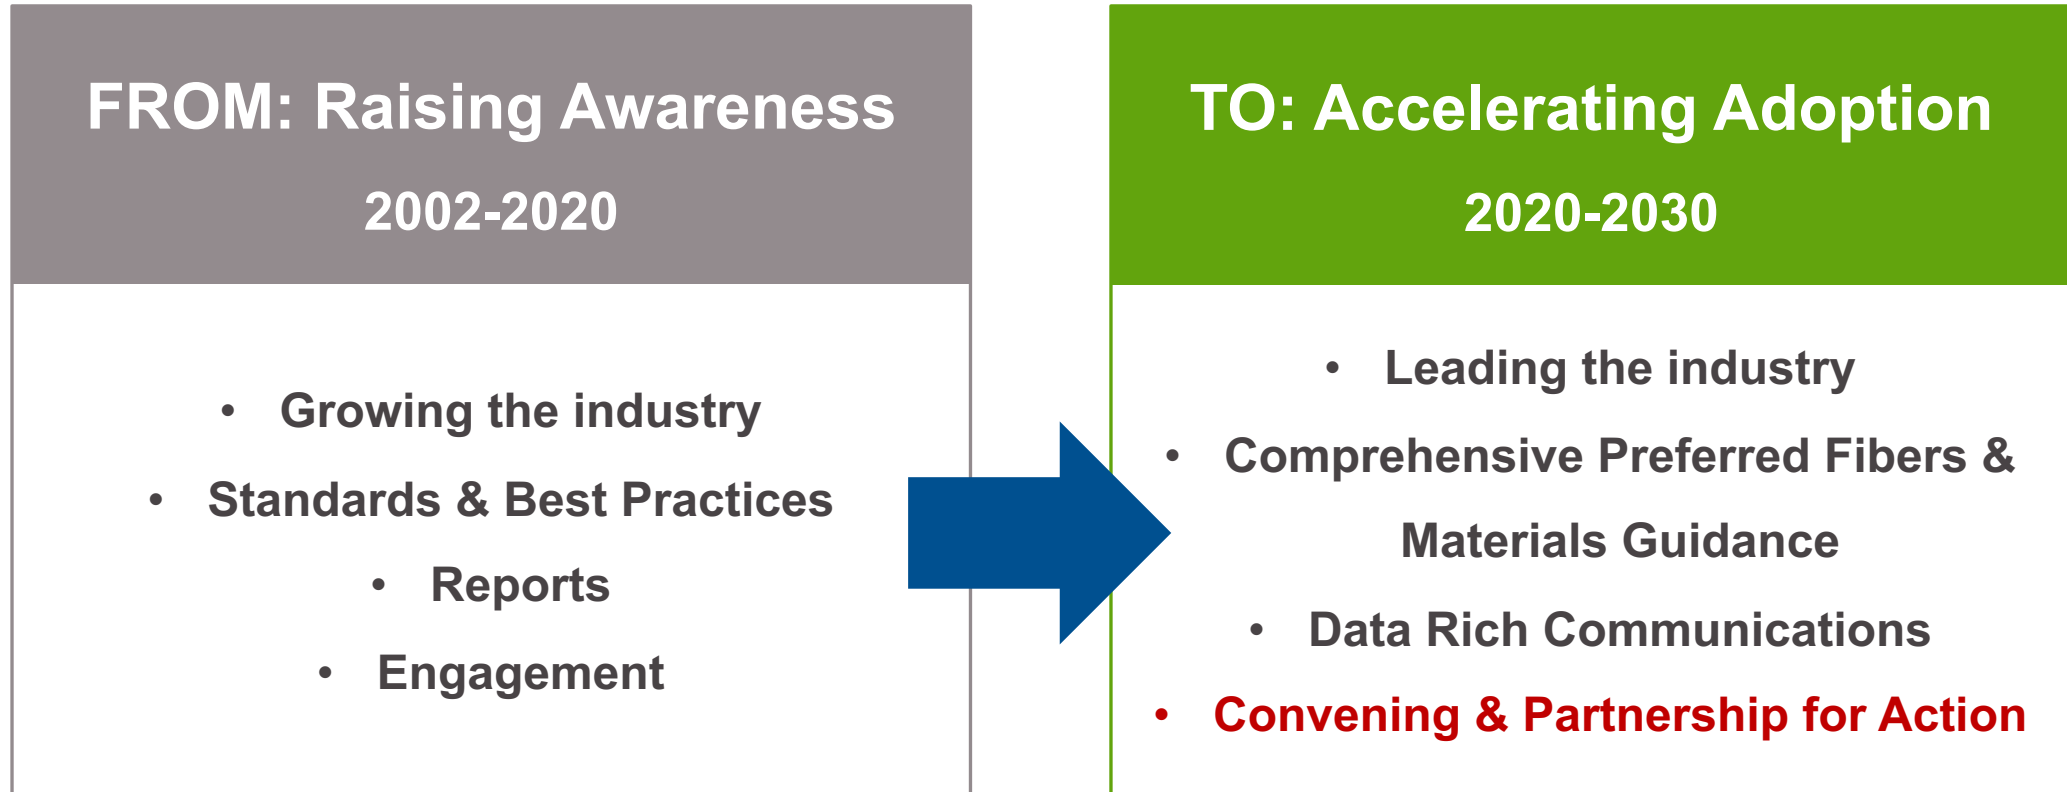 FROM: Raising Awareness
2002-2020
• Growing the industry
• Standards & Best Practices
• Reports
• Engagement
TO: Accelerating Adoption
2020-2030
• Leading the industry
• Comprehensive Preferred Fibers &
Materials Guidance
• Data Rich Communications
• Convening & Partnership for Action